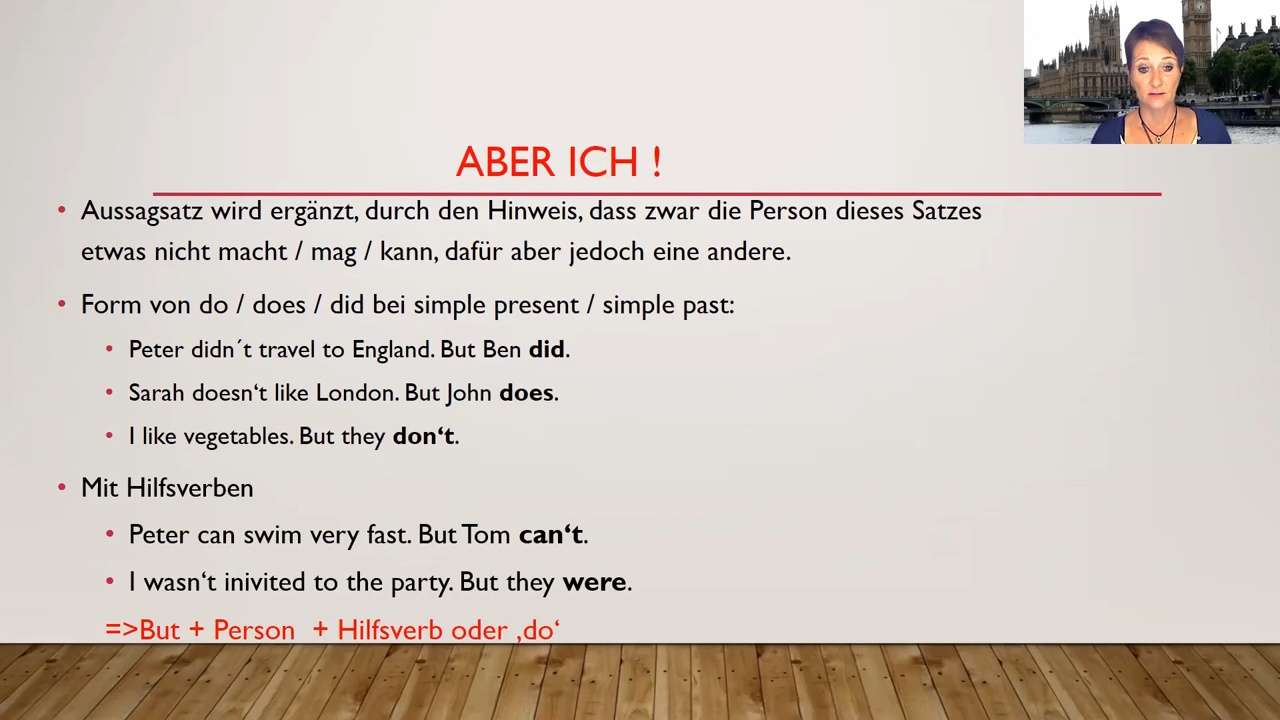 ABER ICH !
Aussagsatz wird ergänzt, durch den Hinweis, dass zwar die Person dieses Satzes
etwas nicht macht / mag / kann, dafür aber jedoch eine andere.
Form von do / does / did bei simple present / simple past:
Peter didn´t travel to England. But Ben did.
Sarah doesn‘t like London. But John does.
I like vegetables. But they don‘t.
Mit Hilfsverben
Peter can swim very fast. But Tom can‘t.
I wasn‘t inivited to the party. But they were.
=>But + Person + Hilfsverb oder ‚do‘